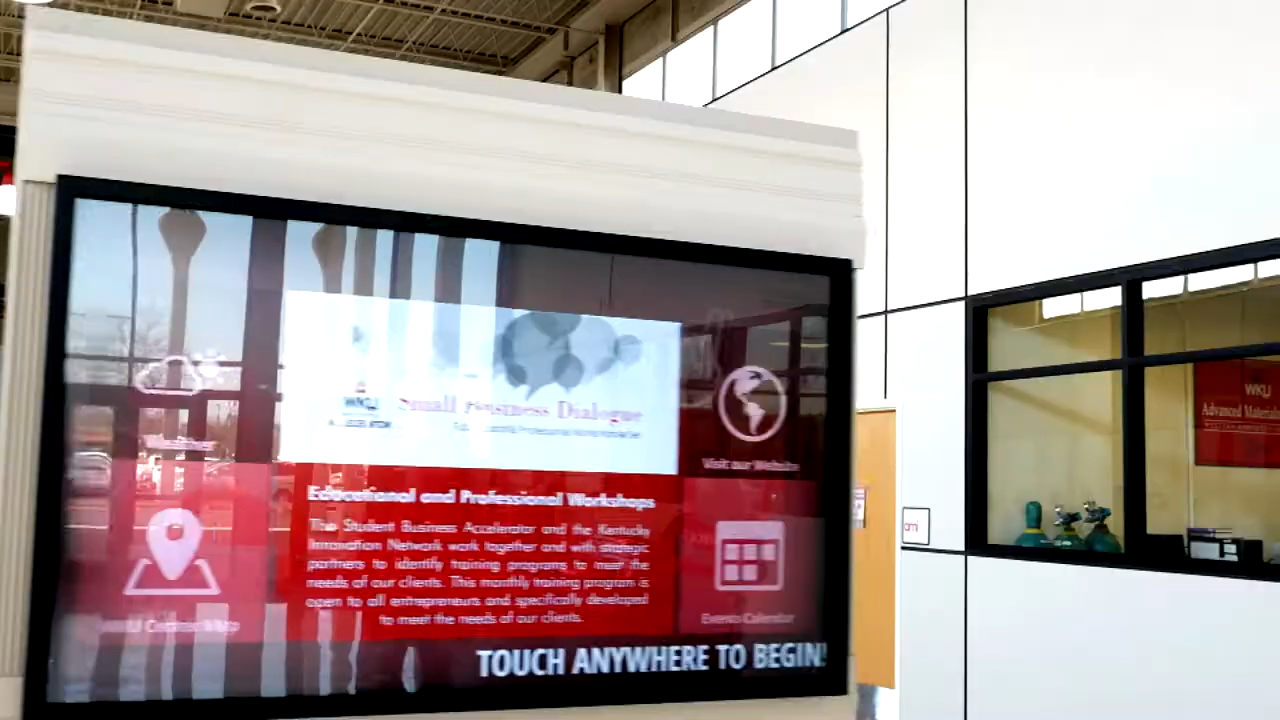 WKU
Small Business Dialogue
Visit our Website
Educational and Professional Workshops
The Student Business Accelerator and the Kentucky
Innovation Network work together and with strategic
partners to identify training programs to meet the
needs of our clients. This monthly training program is
open to all entrepreneurs and specifically developed
to meet the needs of our clients.
Events Calendar
TOUCH ANYWHERE TO BEGIN!
ami
WKU
Advanced Materials